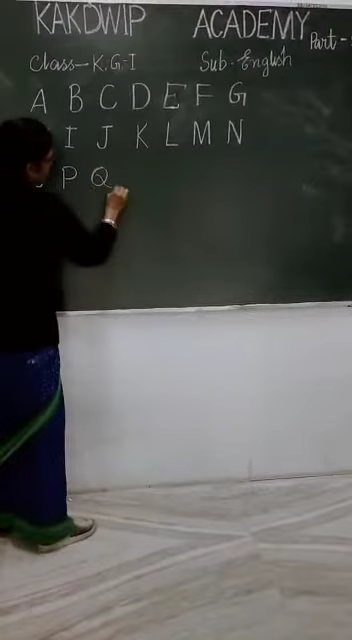 KAKDWIP ACADEMY
Part-
Class- K.G-I Sub- English
A B C D E F G
I J K L M N
P Q